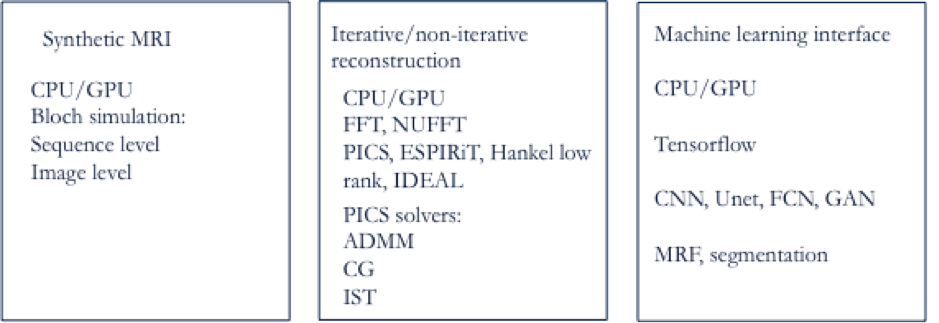 Synthetic MRI
CPU/GPU
Bloch simulation:
Sequence level
Image level
Iterative/non-iterative
reconstruction
CPU/GPU
FFT, NUFFT
PICS, ESPIRiT, Hankel low
rank, IDEAL
PICS solvers:
ADMM
CG
IST
Machine learning interface
CPU/GPU
Tensorflow
CNN, Unet, FCN, GAN
MRF, segmentation